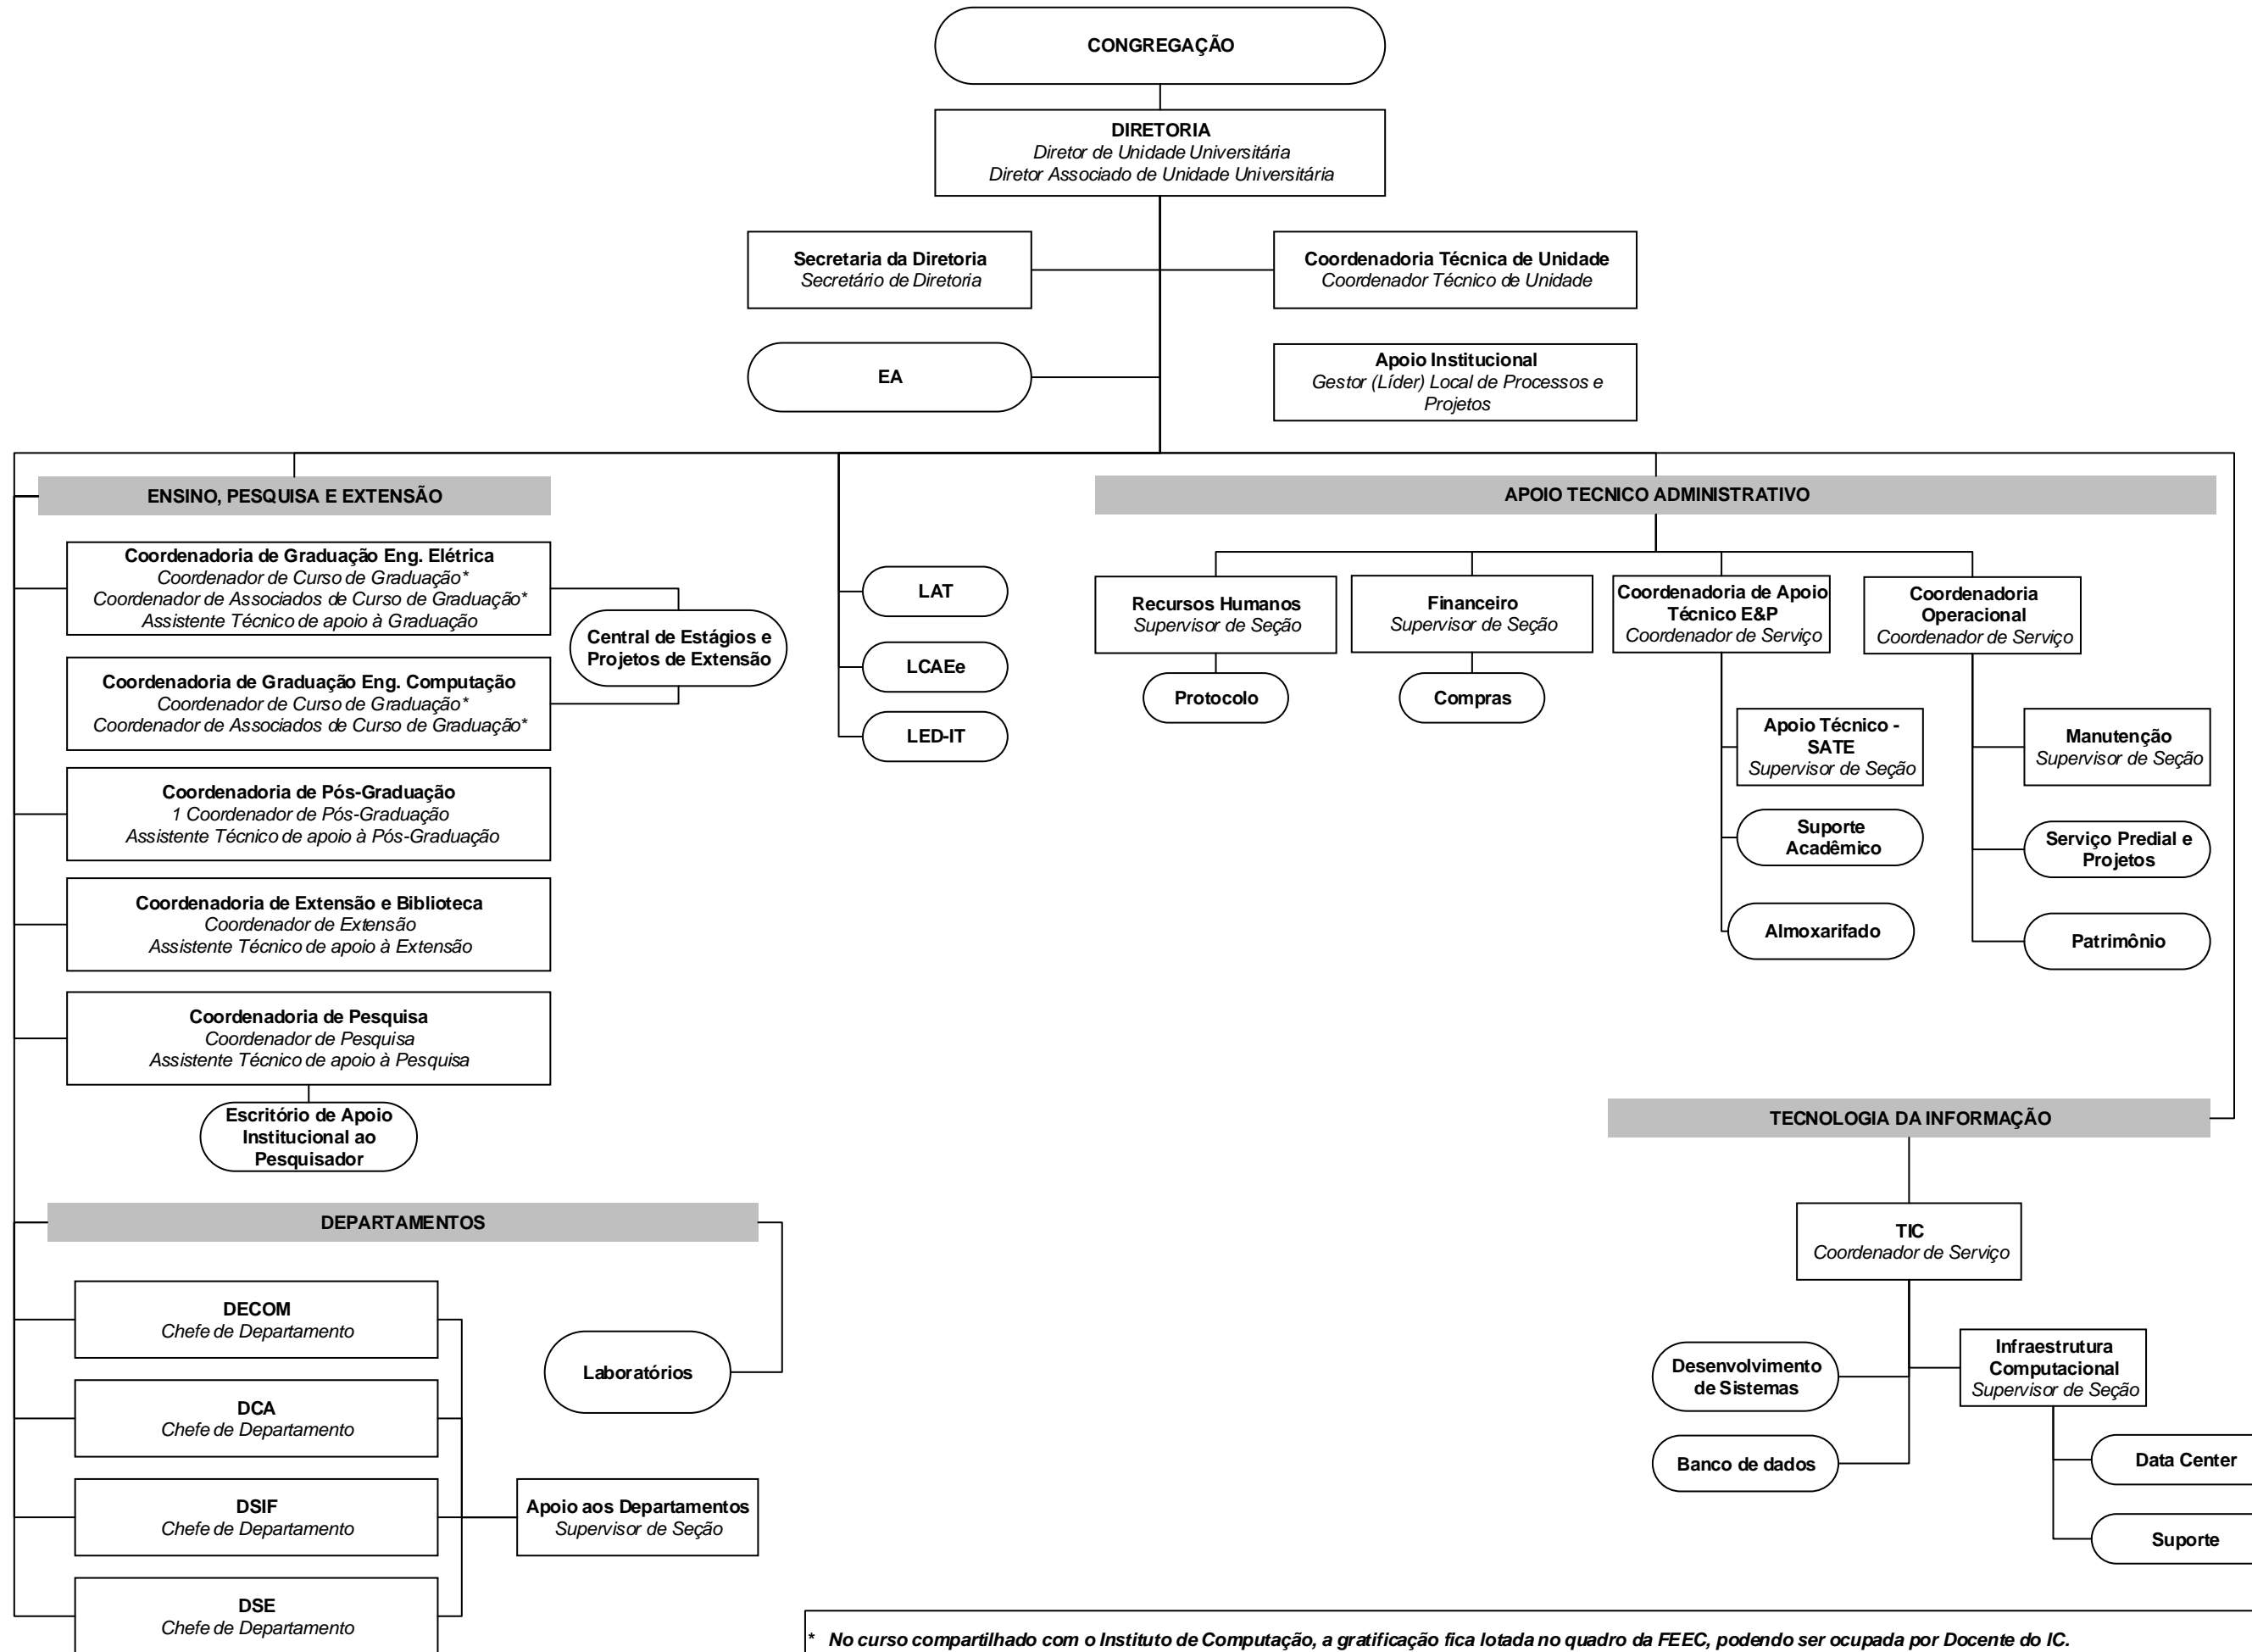 CONGREGAÇÃO
DIRETORIA
Diretor de Unidade Universitária
Diretor Associado de Unidade Universitária
Secretaria da Diretoria
Secretário de Diretoria
Coordenadoria Técnica de Unidade
Coordenador Técnico de Unidade
EA
Apoio Institucional
Gestor (Líder) Local de Processos e
Projetos
ENSINO, PESQUISA E EXTENSÃO
Coordenadoria de Graduação Eng. Elétrica
Coordenador de Curso de Graduação*
Coordenador de Associados de Curso de Graduação*
Assistente Técnico de apoio à Graduação
Central de Estágios e
Projetos de Extensão
Coordenadoria de Graduação Eng. Computação
Coordenador de Curso de Graduação*
Coordenador de Associados de Curso de Graduação*
Coordenadoria de Pós-Graduação
1 Coordenador de Pós-Graduação
Assistente Técnico de apoio à Pós-Graduação
Coordenadoria de Extensão e Biblioteca
Coordenador de Extensão
Assistente Técnico de apoio à Extensão
Coordenadoria de Pesquisa
Coordenador de Pesquisa
Assistente Técnico de apoio à Pesquisa
Escritório de Apoio
Institucional ao
Pesquisador
LAT
LCAEe
LED-IT
APOIO TECNICO ADMINISTRATIVO
Recursos Humanos
Supervisor de Seção
Protocolo
Financeiro
Supervisor de Seção
Compras
Coordenadoria de Apoio
Técnico E&P
Coordenador de Serviço
Apoio Técnico -
SATE
Supervisor de Seção
Suporte
Acadêmico
Almoxarifado
Coordenadoria
Operacional
Coordenador de Serviço
Manutenção
Supervisor de Seção
Serviço Predial e
Projetos
Patrimônio
DEPARTAMENTOS
DECOM
Chefe de Departamento
DCA
Chefe de Departamento
DSIF
Chefe de Departamento
DSE
Chefe de Departamento
Laboratórios
Apoio aos Departamentos
Supervisor de Seção
TECNOLOGIA DA INFORMAÇÃO
TIC
Coordenador de Serviço
Desenvolvimento
de Sistemas
Banco de dados
Infraestrutura
Computacional
Supervisor de Seção
Data Center
Suporte
* No curso compartilhado com o Instituto de Computação, a gratificação fica lotada no quadro da FEEC, podendo ser ocupada por Docente do IC.